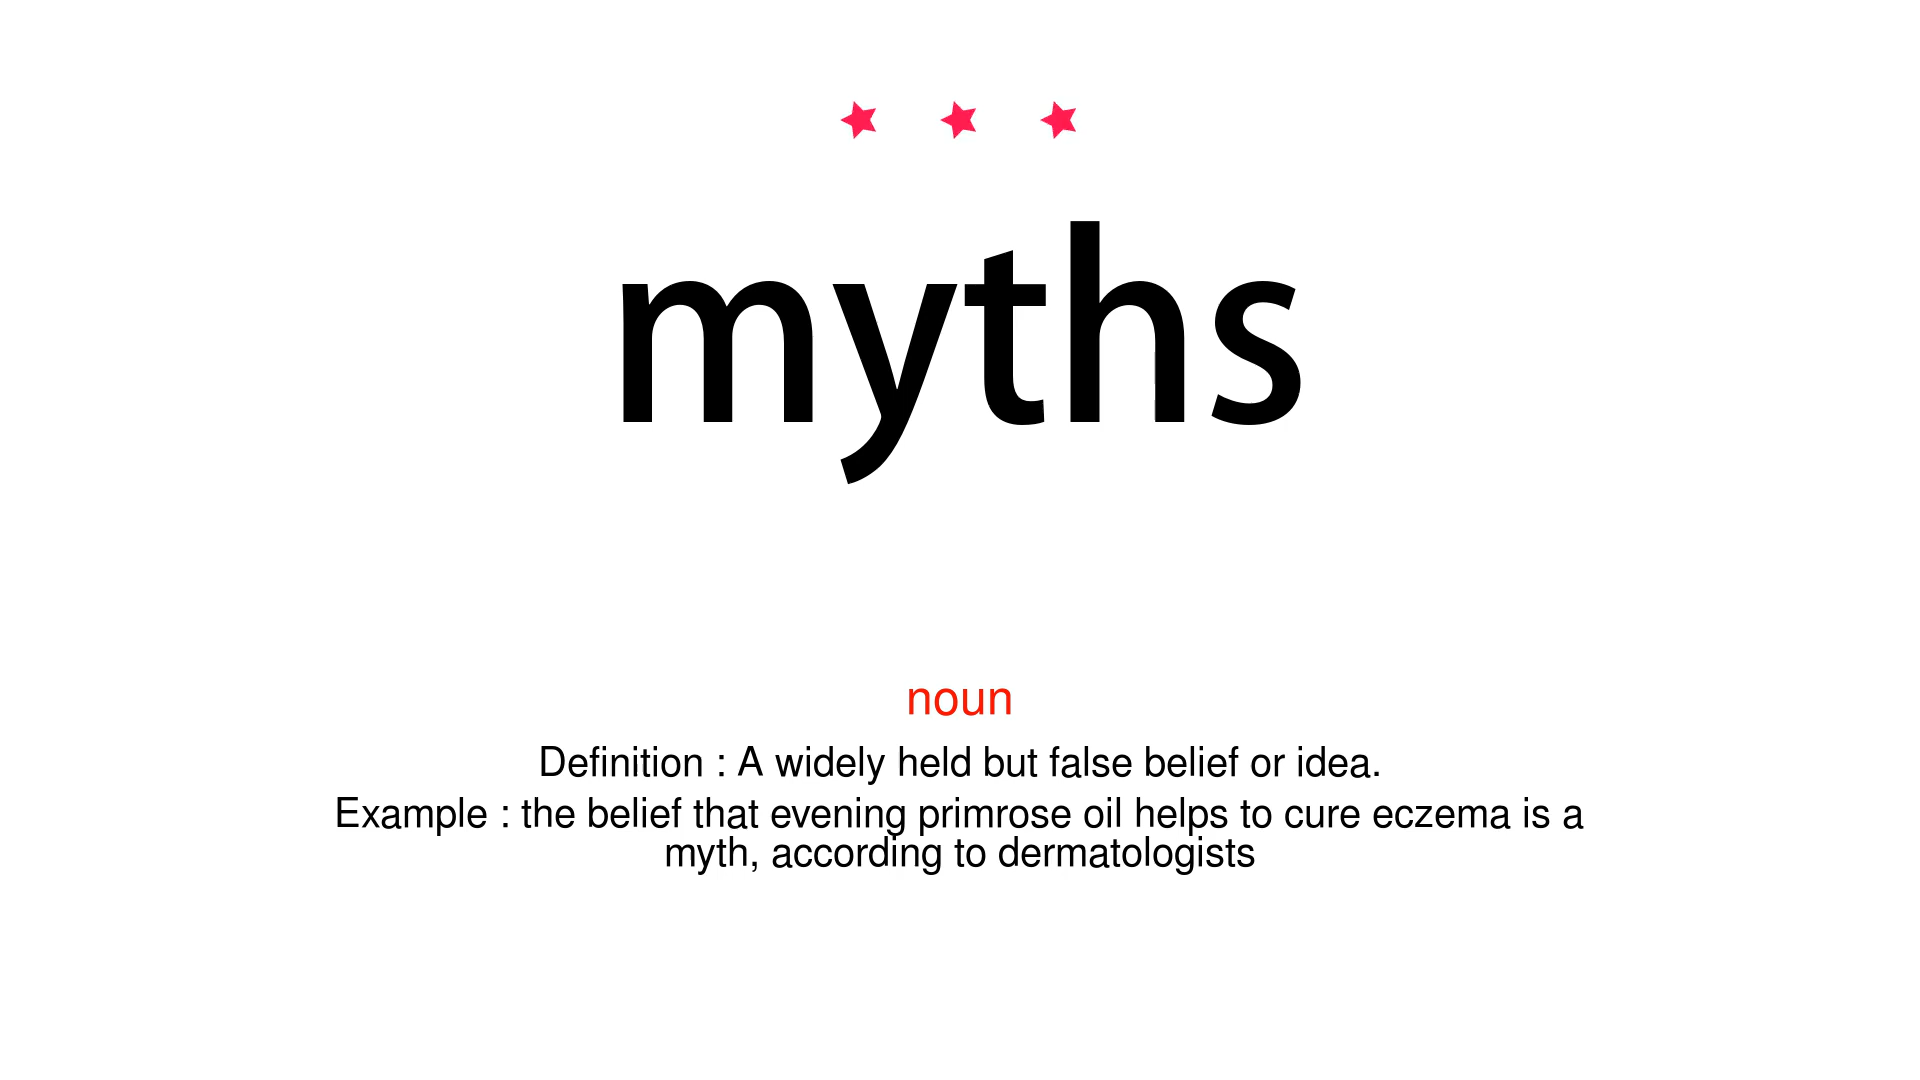 myths
noun
Definition : A widely held but false belief or idea.
Example : the belief that evening primrose oil helps to cure eczema is a
myth, according to dermatologists